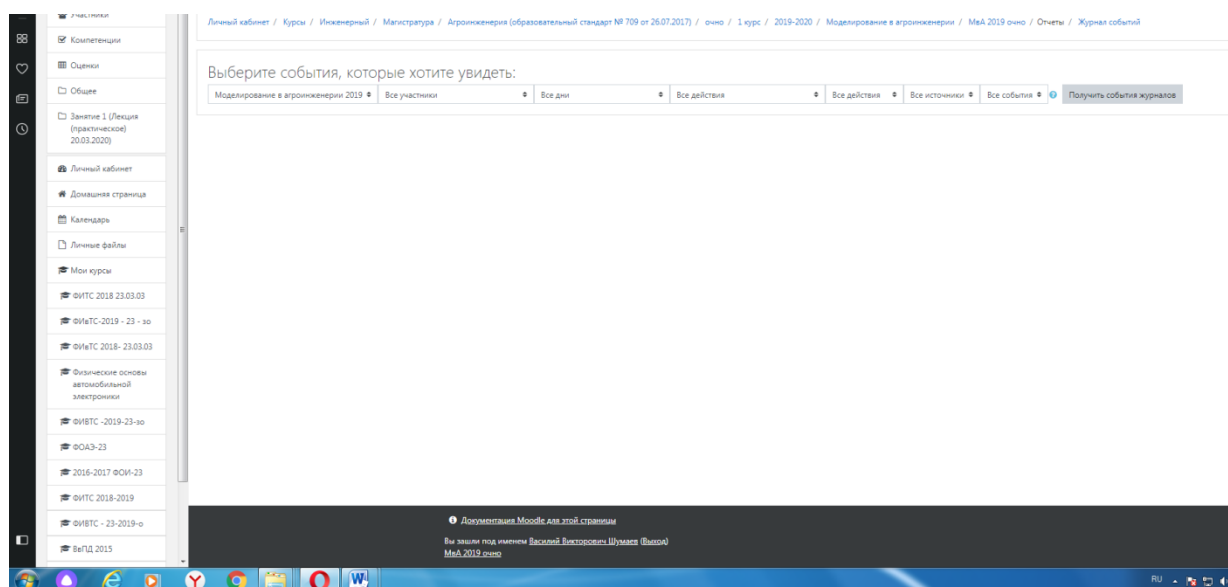 Участники
Компетенции
Оценки
Общее
Занятие 1 (Лекция
(практическое)
20.03.2020)
Личный кабинет
Домашняя страница
Календарь
Личные файлы
Мои курсы
ФИТС 2018 23.03.03
ФИвТС-2019 - 23 - зо
ФИвТС 2018- 23.03.03
Физические основы
автомобильной
электроники
ФИВТС -2019-23-зо
ФОАЭ-23
2016-2017 ФОИ-23
ФИТС 2018-2019
ФИВТС - 23-2019-о
ВвПД 2015
Личный кабинет / Курсы / Инженерный / Магистратура / Агроинженерия (образовательный стандарт № 709 от 26.07.2017) / очно / 1 курс / 2019-2020 / Моделирование в агроинженерии / МвА 2019 очно / Отчеты / Журнал событий
Выберите события, которые хотите увидеть:
Моделирование в агроинженерии 2019 Все участники Все дни Все действия Все действия Все источники Все события Получить события журналов
Документация Moodle для этой страницы
Вы зашли под именем Василий Викторович Шумаев (Выход)
МвА 2019 очно
RU